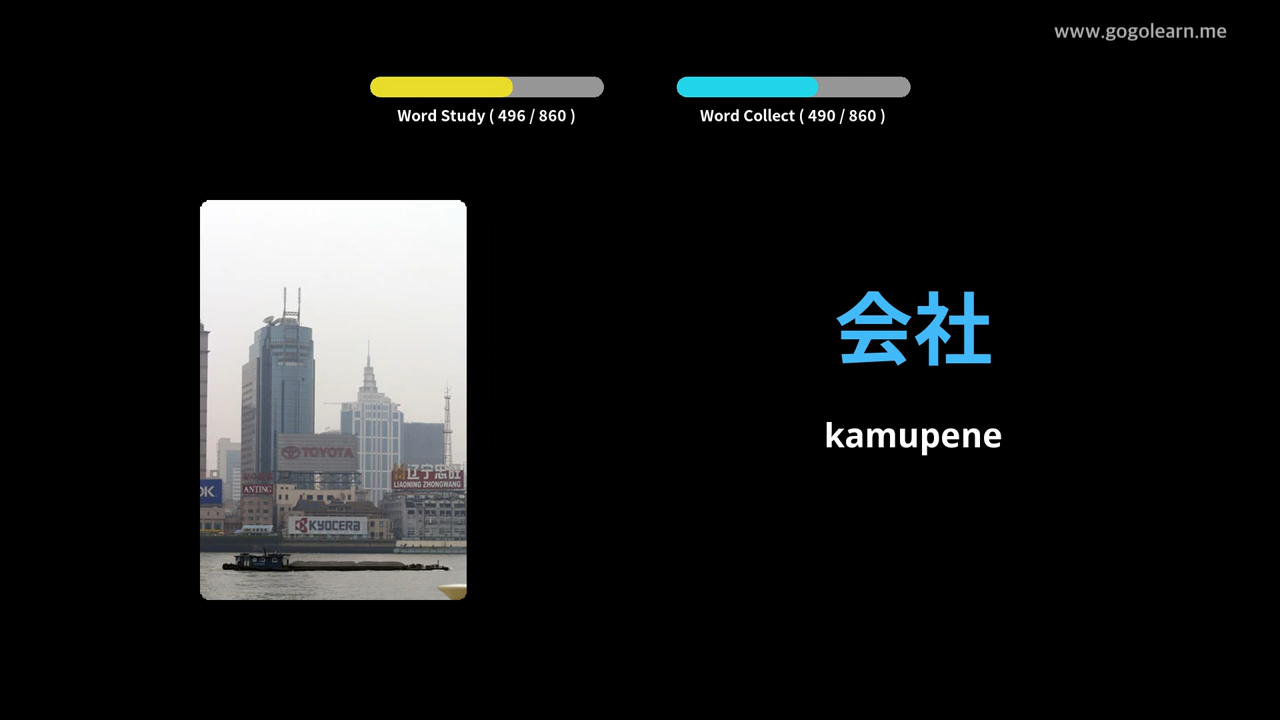 www.gogolearn.me
Word Study ( 496 / 860 )
Word Collect ( 490 / 860 )
会社
kamupene
TOYOTA
辽宁忠旺
LIAONING ZHONGWANG
OK
ANTING
KYOCERA